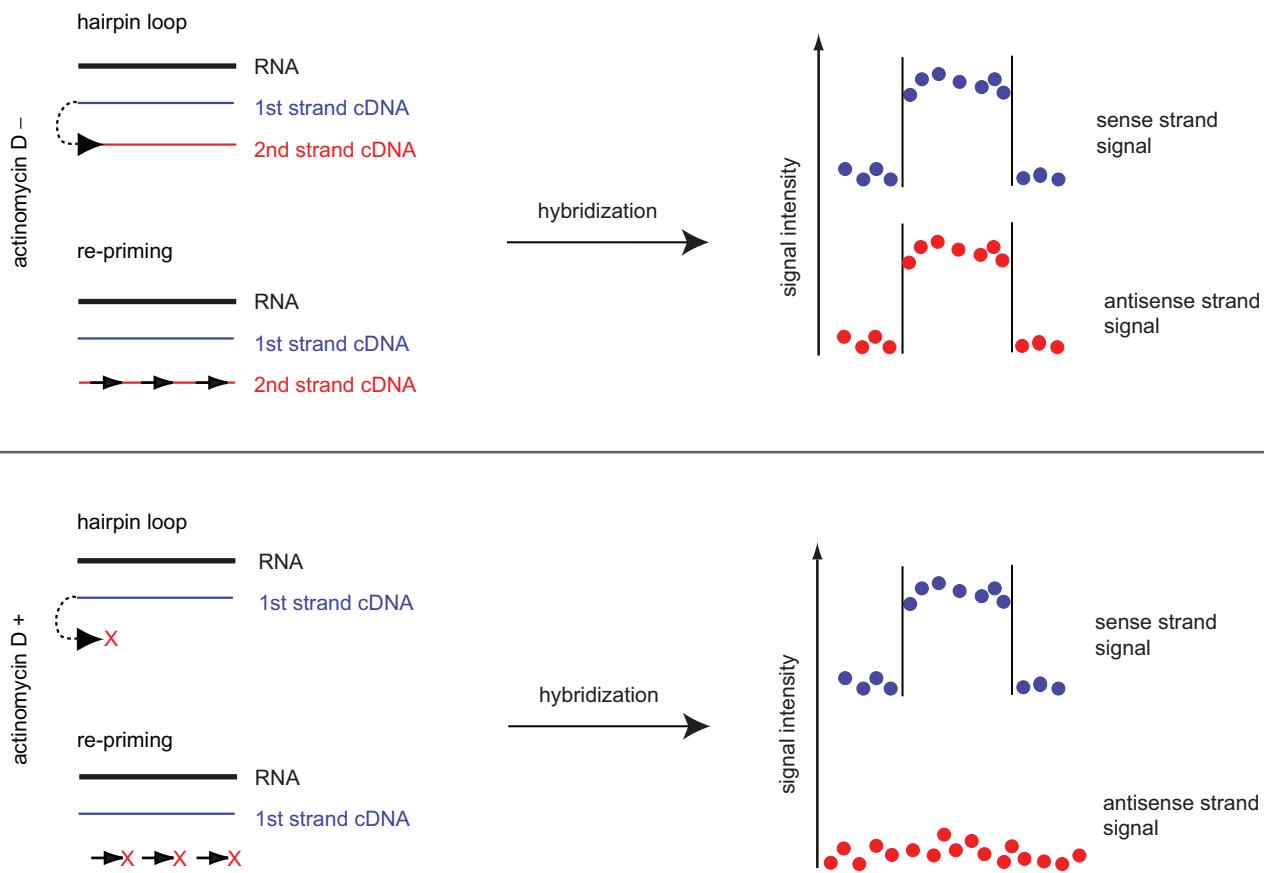 hairpin loop
RNA
1st strand cDNA
2nd strand cDNA
actinomycin D –
re-priming
RNA
1st strand cDNA
2nd strand cDNA
hybridization
signal intensity
sense strand
signal
antisense strand
signal
hairpin loop
RNA
1st strand cDNA
X
actinomycin D +
re-priming
RNA
1st strand cDNA
X X X
hybridization
signal intensity
sense strand
signal
antisense strand
signal